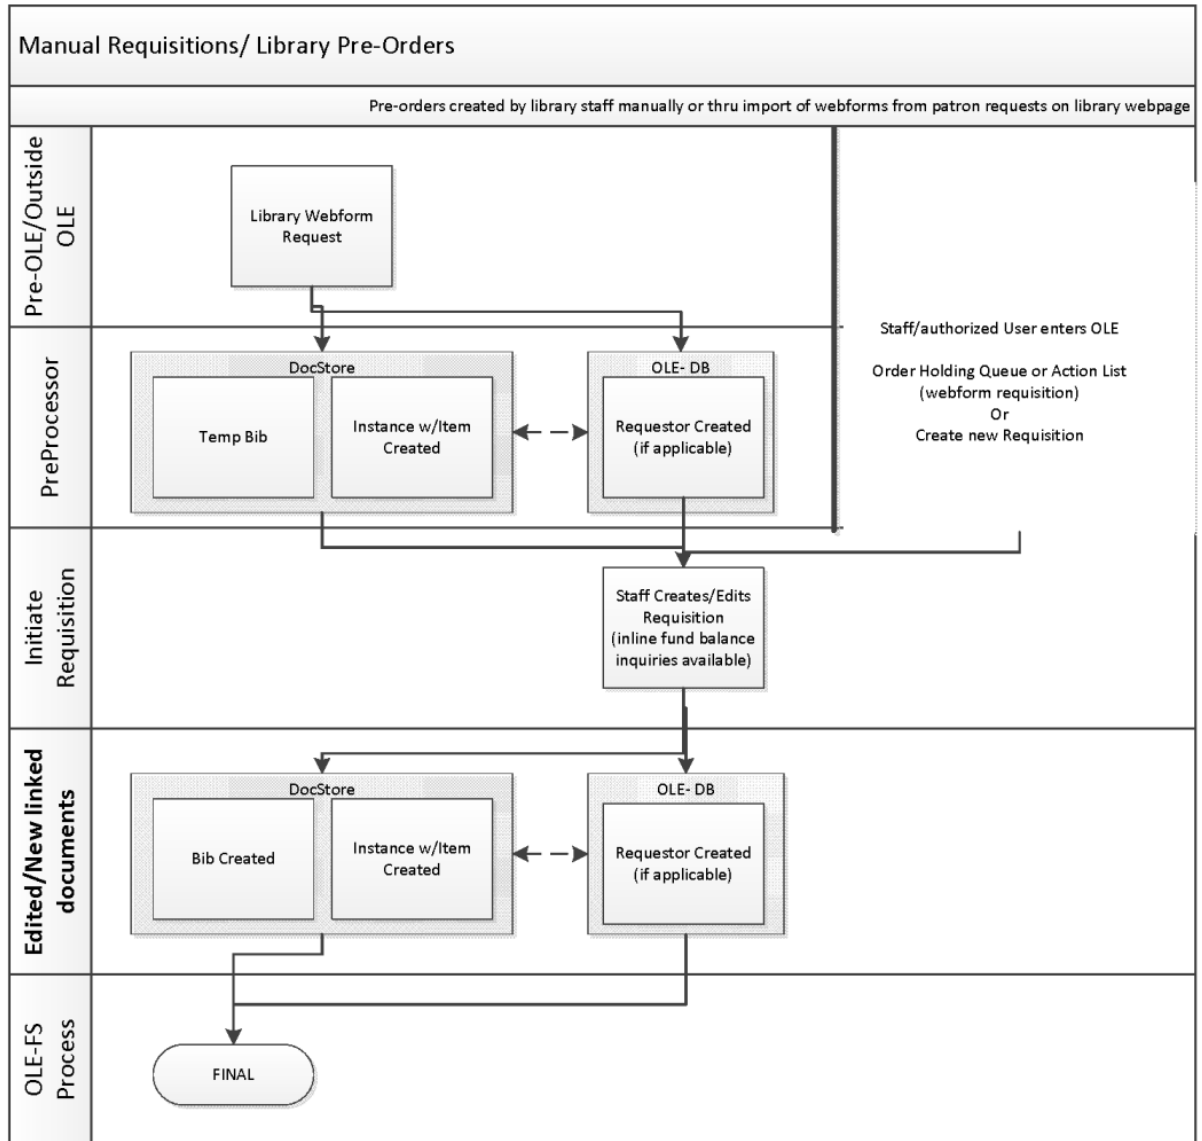 Manual Requisitions/ Library Pre-Orders
Pre-orders created by library staff manually or thru import of webforms from patron requests on library webpage
Pre-OLE/Outside
OLE
Library Webform
Request
Staff/authorized User enters OLE
Order Holding Queue or Action List
(webform requisition)
Or
Create new Requisition
PreProcessor
DocStore
Temp Bib
Instance w/Item
Created
OLE- DB
Requestor Created
(if applicable)
Initiate
Requisition
Staff Creates/Edits
Requisition
(inline fund balance
inquiries available)
Edited/New linked
documents
DocStore
Bib Created
Instance w/Item
Created
OLE- DB
Requestor Created
(if applicable)
OLE-FS
Process
FINAL